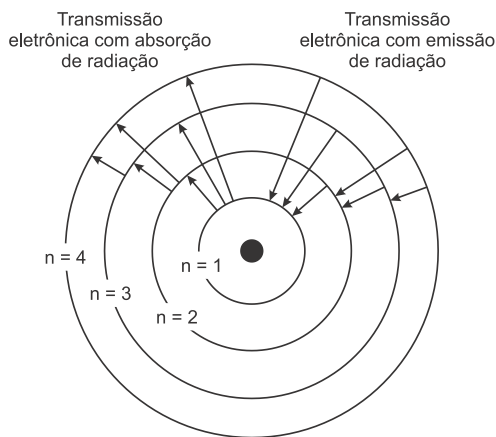 Transmissão
eletrônica com absorção
de radiação
Transmissão
eletrônica com emissão
de radiação
n = 4
n = 1
n = 3
n = 2